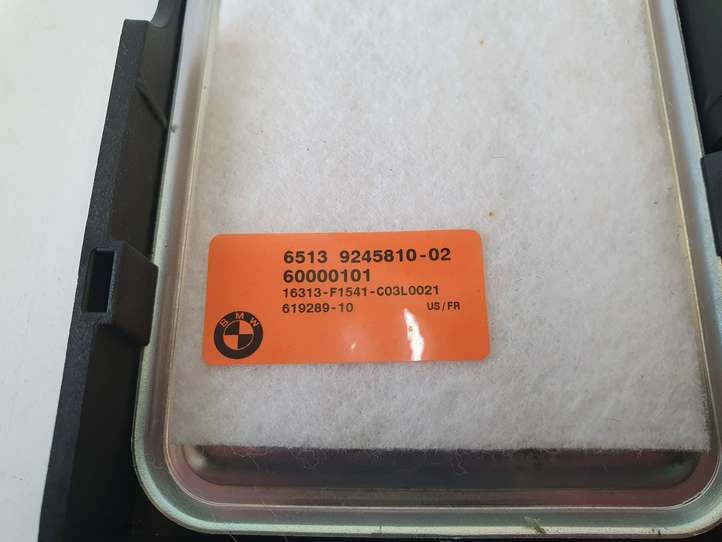 6513 9245810-02
60000101
16313-F1541-C03L0021
619289-10 US/FR
BMW